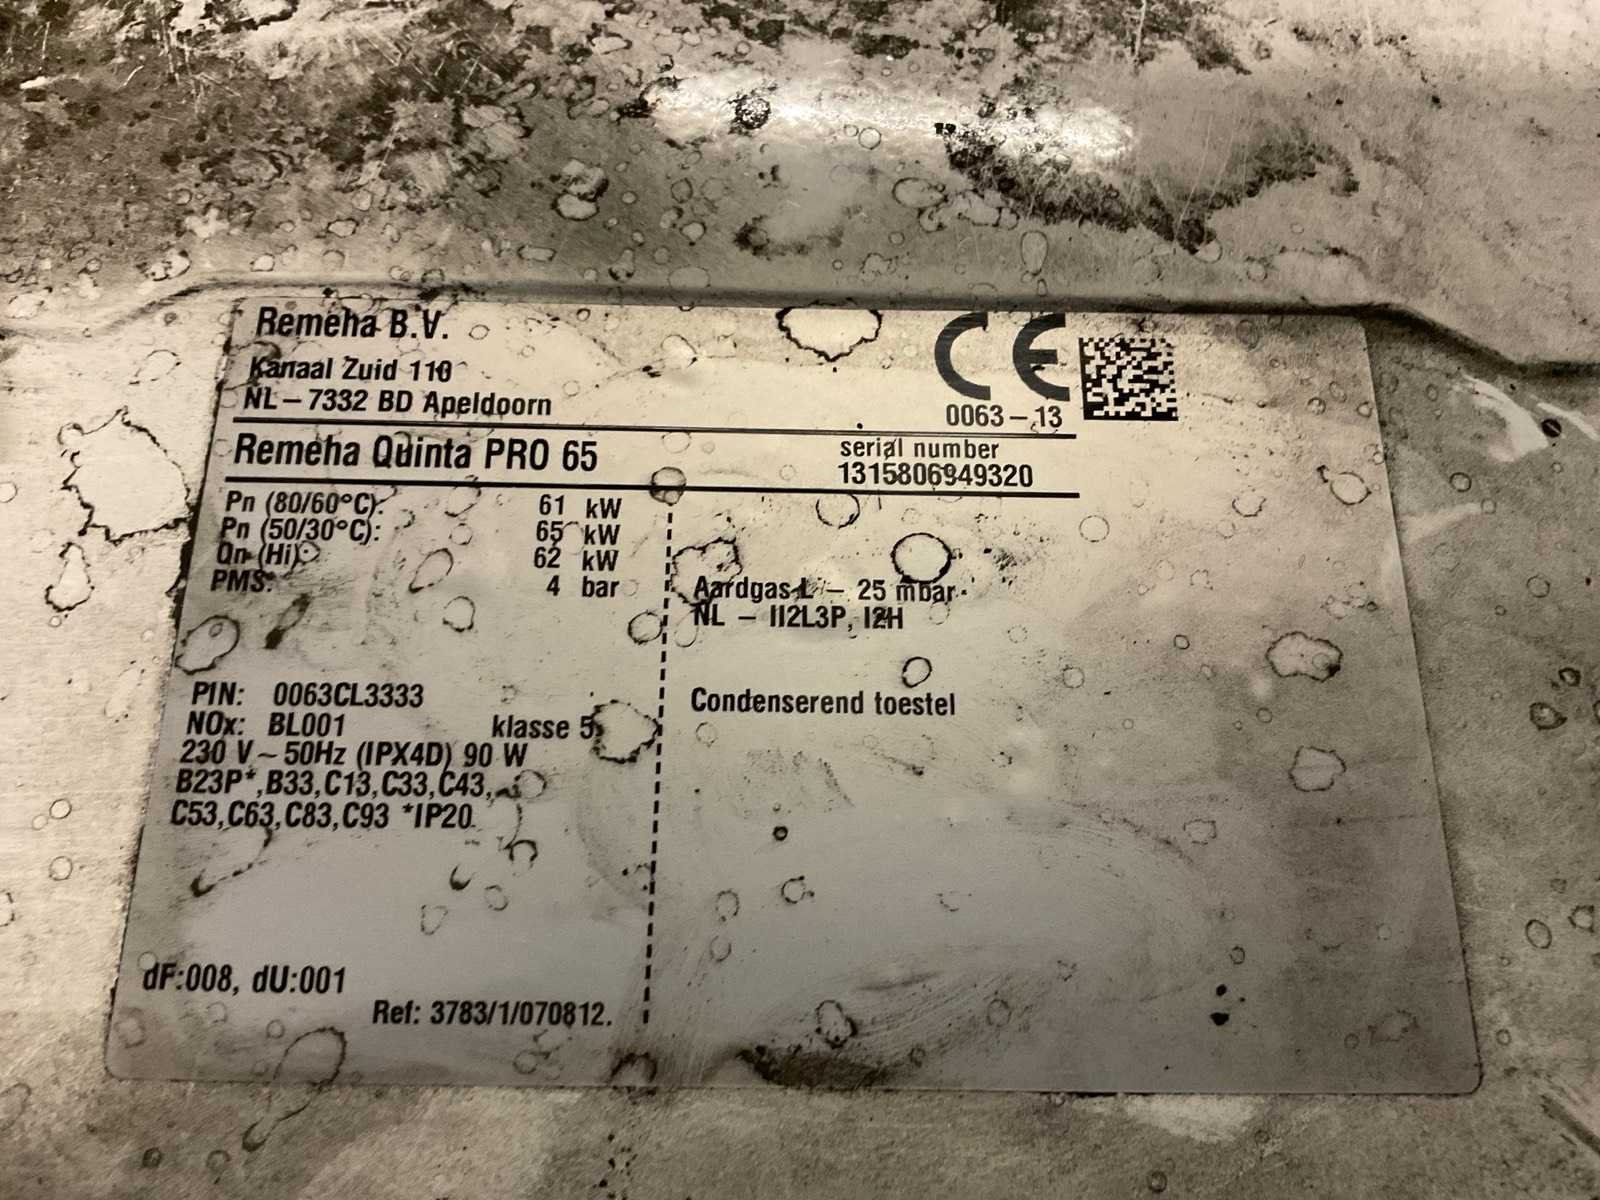 Remeha B.V.
Kanaal Zuid 110
NL – 7332 BD Apeldoorn
CE
0063 – 13
Remeha Quinta PRO 65
serial number
1315806949320
Pn (80/60°C): 61 kW
Pn (50/30°C): 65 kW
Qn (Hi): 62 kW
PMS: 4 bar
Aardgas L – 25 mbar
NL – II2L3P, I2H
PIN: 0063CL3333
NOx: BL001 klasse 5
230 V ~ 50Hz (IPX4D) 90 W
B23P*,B33,C13,C33,C43,
C53,C63,C83,C93 *IP20
Condenserend toestel
dF:008, dU:001
Ref: 3783/1/070812.